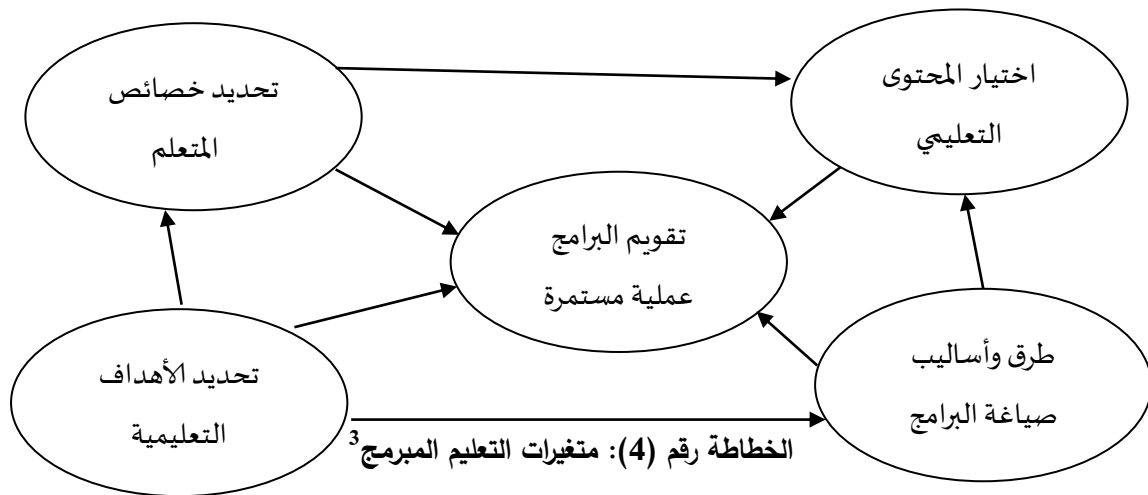 اختيار المحتوى
التعليمي
تحديد خصائص
المتعلم
تقويم البرامج
عملية مستمرة
طرق وأساليب
صياغة البرامج
تحديد الأهداف
التعليمية
الخطاطة رقم (4): متغيرات التعليم المبرمج3